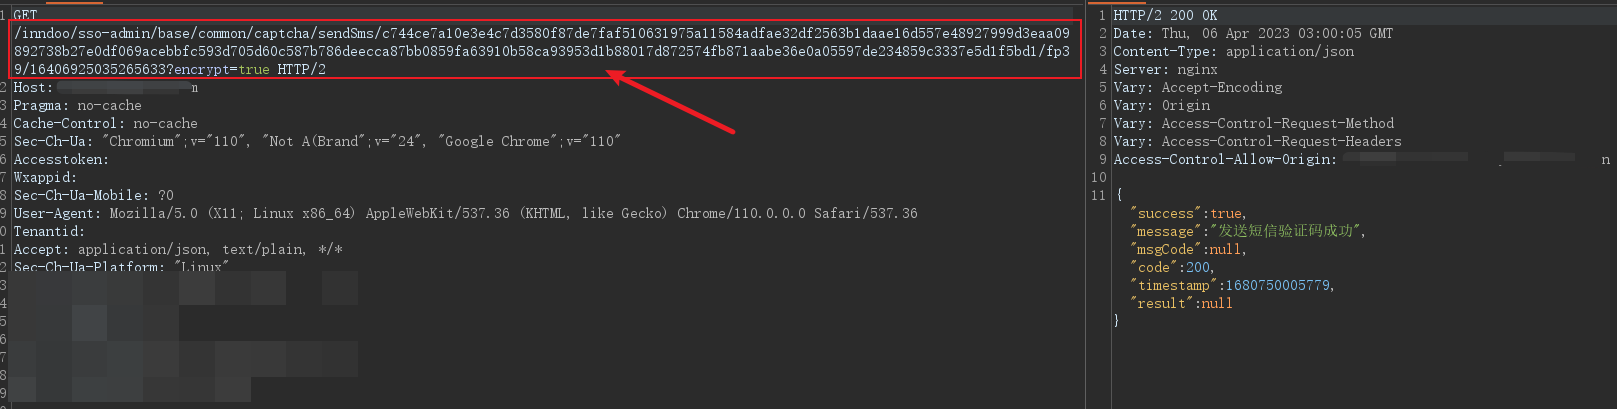 1 GET
/inndoo/sso-admin/base/common/captcha/sendSms/c744ce7a10e3e4c7d3580f87de7faf510631975a11584adfae32df2563b1daae16d557e48927999d3eaa09
892738b27e0df069acebbfc593d705d60c587b786deecca87bb0859fa63910b58ca93953d1b88017d872574fb871aabe36e0a05597de234859c3337e5d1f5bd1/fp3
9/16406925035265633?encrypt=true HTTP/2
2 Host: m
3 Pragma: no-cache
4 Cache-Control: no-cache
5 Sec-Ch-Ua: "Chromium";v="110", "Not A(Brand";v="24", "Google Chrome";v="110"
6 Accesstoken:
7 Wxappid:
8 Sec-Ch-Ua-Mobile: ?0
9 User-Agent: Mozilla/5.0 (X11; Linux x86_64) AppleWebKit/537.36 (KHTML, like Gecko) Chrome/110.0.0.0 Safari/537.36
0 Tenantid:
1 Accept: application/json, text/plain, */*
2 Sec-Ch-Ua-Platform: "Linux"
3
4
5
6
7
8
9
1 HTTP/2 200 OK
2 Date: Thu, 06 Apr 2023 03:00:05 GMT
3 Content-Type: application/json
4 Server: nginx
5 Vary: Accept-Encoding
6 Vary: Origin
7 Vary: Access-Control-Request-Method
8 Vary: Access-Control-Request-Headers
9 Access-Control-Allow-Origin: n
10
11 {
"success":true,
"message":"发送短信验证码成功",
"msgCode":null,
"code":200,
"timestamp":1680750005779,
"result":null
}